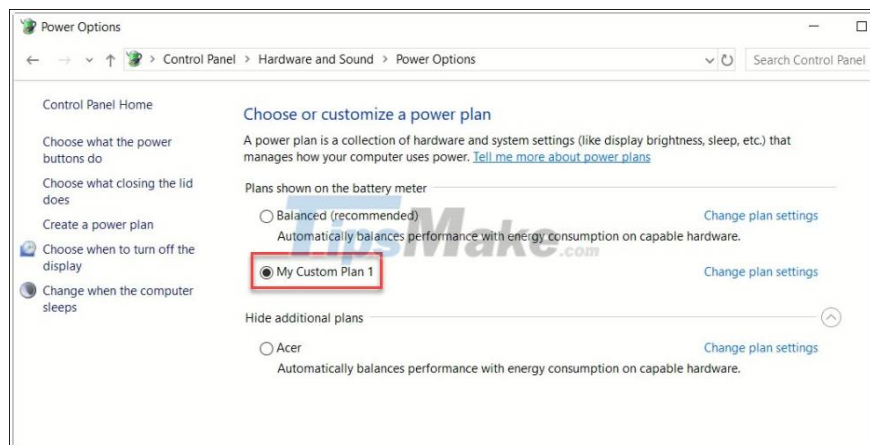 Power Options
Control Panel > Hardware and Sound > Power Options
Search Control Panel
Control Panel Home
Choose what the power
buttons do
Choose what closing the lid
does
Create a power plan
Choose when to turn off the
display
Change when the computer
sleeps
Choose or customize a power plan
A power plan is a collection of hardware and system settings (like display brightness, sleep, etc.) that
manages how your computer uses power. Tell me more about power plans
Plans shown on the battery meter
Balanced (recommended) Change plan settings
Automatically balances performance with energy consumption on capable hardware.
TipsMake.com
My Custom Plan 1 Change plan settings
Hide additional plans
Acer Change plan settings
Automatically balances performance with energy consumption on capable hardware.